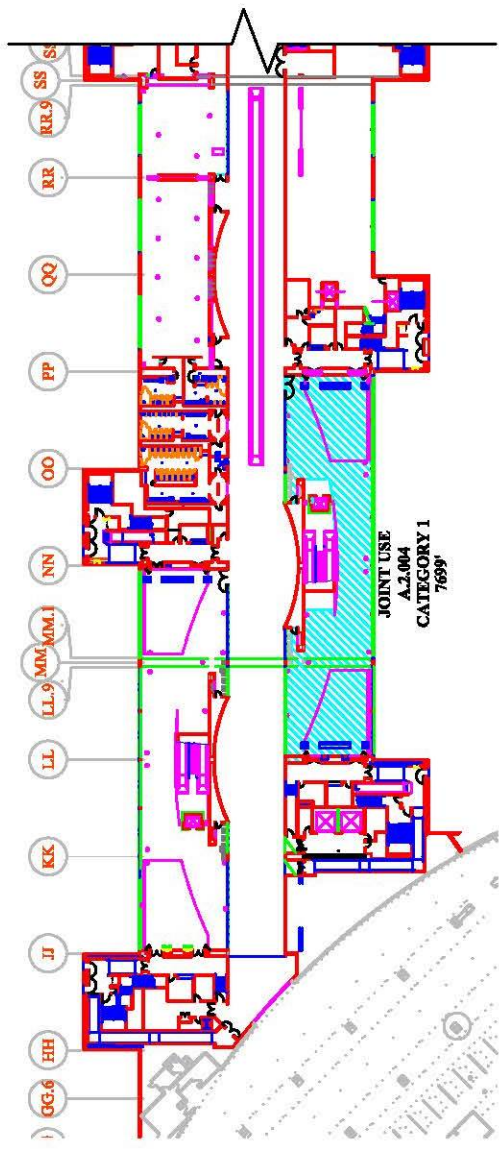 SS
SS
RR.9
RR
QQ
PP
OO
NN
MM.1
MM
LL.9
LL
KK
JJ
HH
GG.6
JOINT USE
A.2.004
CATEGORY 1
7699'